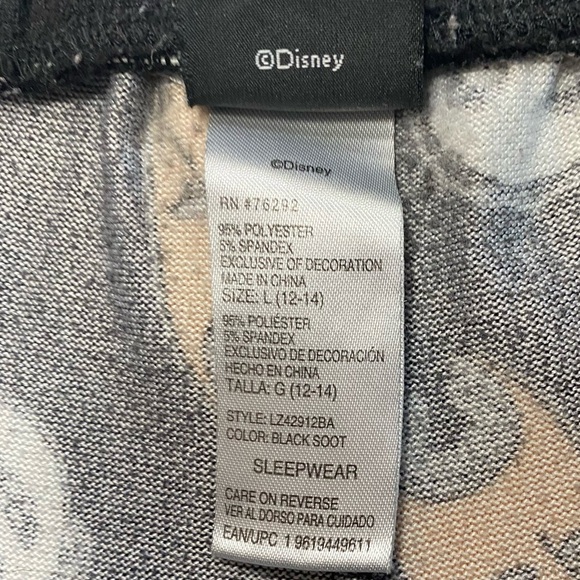 ©Disney
©Disney
RN #76292
95% POLYESTER
5% SPANDEX
EXCLUSIVE OF DECORATION
MADE IN CHINA
SIZE: L (12-14)
95% POLIÉSTER
5% SPANDEX
EXCLUSIVO DE DECORACIÓN
HECHO EN CHINA
TALLA: G (12-14)
STYLE: LZ42912BA
COLOR: BLACK SOOT
SLEEPWEAR
CARE ON REVERSE
VER AL DORSO PARA CUIDADO
EAN/UPC 1 9619449611